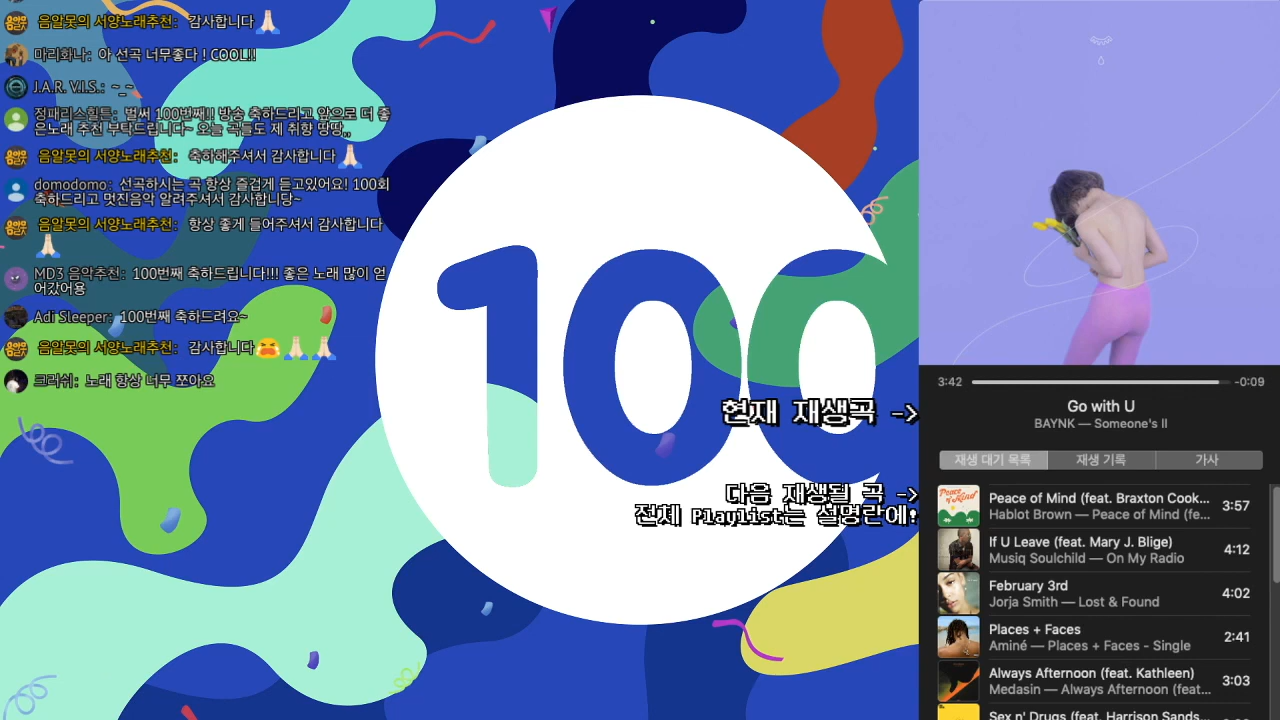 음알못의 서양노래추천: 감사합니다🙏🏻
마리화나: 야 선곡 너무좋다 ! COOL!!
J.A.R. V.I.S.: ~_~
정패리스힐튼: 벌써 100번째!! 방송 축하드리고 앞으로 더 좋
은노래 추천 부탁드립니다~ 오늘 곡들도 제 취향 땅땅,,
음알못의 서양노래추천: 축하해주셔서 감사합니다🙏🏻
domodomo: 선곡하시는 곡 항상 즐겁게 듣고있어요! 100회
축하드리고 멋진음악 알려주셔서 감사합니당~
음알못의 서양노래추천: 항상 좋게 들어주셔서 감사합니다
🙏🏻
MD3 음악추천: 100번째 축하드립니다!!! 좋은 노래 많이 얻
어갔어용
Adi Sleeper: 100번째 축하드려요~
음알못의 서양노래추천: 감사합니다😫🙏🏻🙏🏻
크러쉬: 노래 항상 너무 쪼아요
100
현재 재생곡 ->
다음 재생될 곡 ->
전체 Playlist는 설명란에!
3:42 -0:09
Go with U
BAYNK — Someone's II
재생 대기 목록 재생 기록 가사
Peace of Mind (feat. Braxton Cook...
Hablot Brown — Peace of Mind (fe... 3:57
If U Leave (feat. Mary J. Blige)
Musiq Soulchild — On My Radio 4:12
February 3rd
Jorja Smith — Lost & Found 4:02
Places + Faces
Aminé — Places + Faces - Single 2:41
Always Afternoon (feat. Kathleen)
Medasin — Always Afternoon (feat... 3:03
Sex n' Drugs (feat. Harrison Sands...